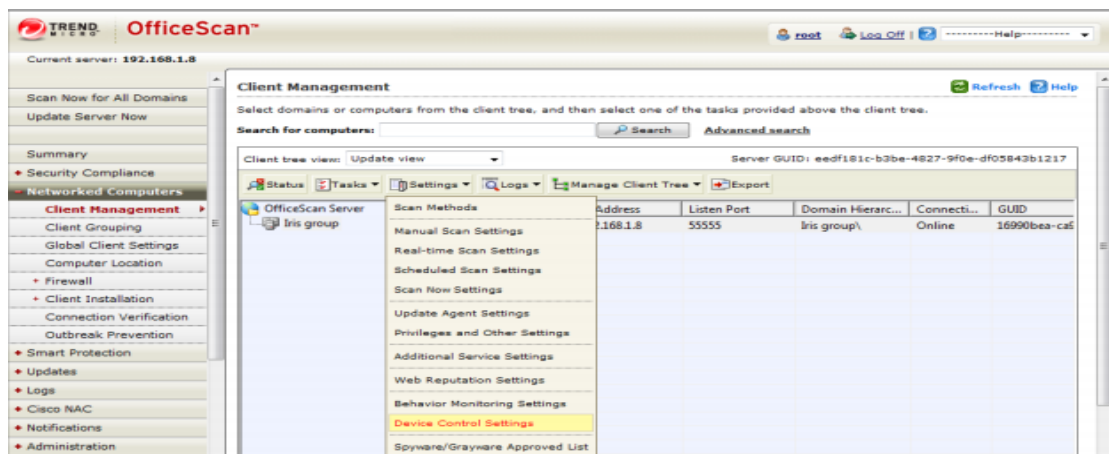 TREND MICRO OfficeScan™
root Log Off | ---------Help---------
Current server: 192.168.1.8
Scan Now for All Domains
Update Server Now
Summary
Security Compliance
Networked Computers
Client Management
Client Grouping
Global Client Settings
Computer Location
Firewall
Client Installation
Connection Verification
Outbreak Prevention
Smart Protection
Updates
Logs
Cisco NAC
Notifications
Administration
Client Management
Refresh Help
Select domains or computers from the client tree, and then select one of the tasks provided above the client tree.
Search for computers: Search Advanced search
Client tree view: Update view Server GUID: eedf181c-b3be-4827-9f0e-df05843b1217
Status Tasks Settings Logs Manage Client Tree Export
OfficeScan Server
Iris group
Scan Methods
Manual Scan Settings
Real-time Scan Settings
Scheduled Scan Settings
Scan Now Settings
Update Agent Settings
Privileges and Other Settings
Additional Service Settings
Web Reputation Settings
Behavior Monitoring Settings
Device Control Settings
Spyware/Grayware Approved List
Address Listen Port Domain Hierarc... Connecti... GUID
2.168.1.8 55555 Iris group\ Online 16990bea-ca